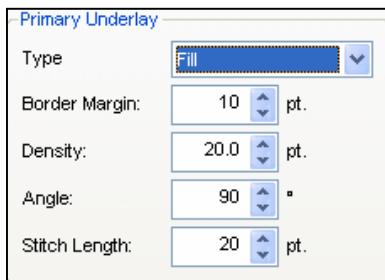 Primary Underlay
Type Fill
Border Margin: 10 pt.
Density: 20.0 pt.
Angle: 90 °
Stitch Length: 20 pt.